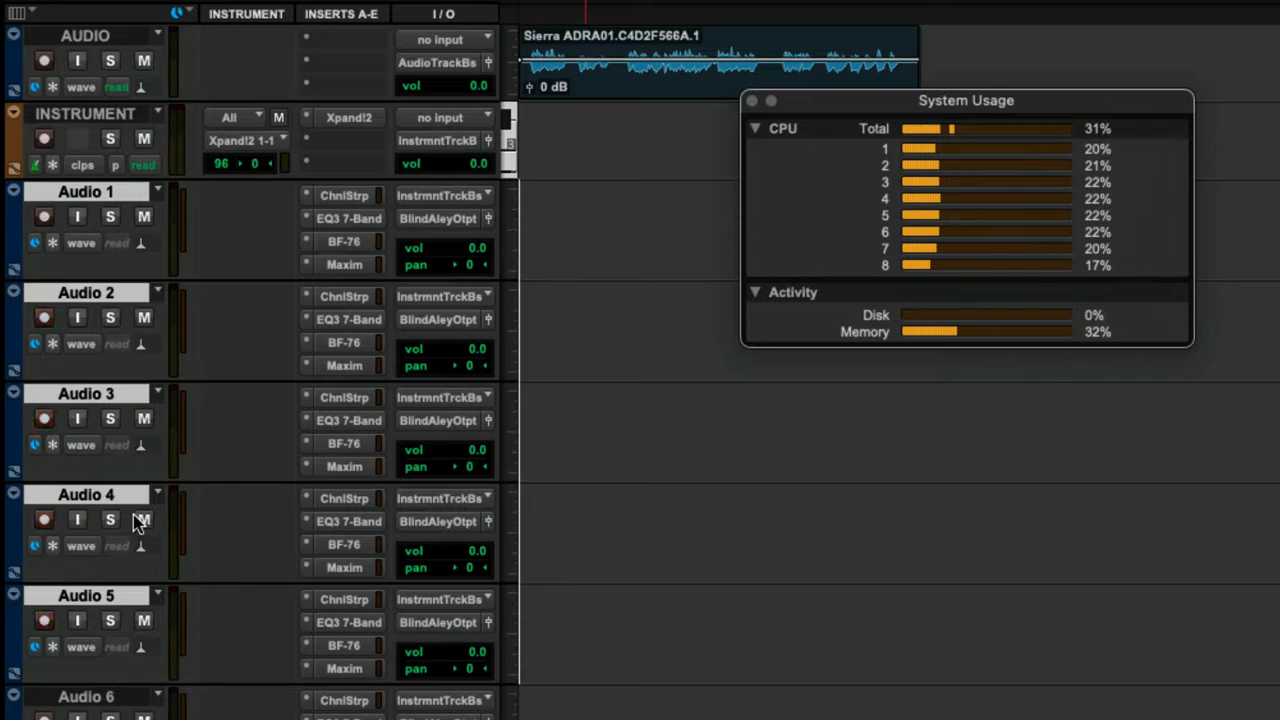 INSTRUMENT INSERTS A-E I / O
AUDIO
no input
I S M
AudioTrackBs
wave read
vol 0.0
Sierra ADRA01.C4D2F566A.1
0 dB
INSTRUMENT
All M
Xpand!2
no input
S M
Xpand!2 1-1
InstrmntTrckB
clps p read
96 0
vol 0.0
System Usage
CPU Total 31%
1 20%
2 21%
3 22%
4 22%
5 22%
6 22%
7 20%
8 17%
Activity
Disk 0%
Memory 32%
Audio 1
ChnlStrp
InstrmntTrckBs
I S M
EQ3 7-Band
BlindAleyOtpt
wave read
BF-76
vol 0.0
Maxim
pan 0
Audio 2
ChnlStrp
InstrmntTrckBs
I S M
EQ3 7-Band
BlindAleyOtpt
wave read
BF-76
vol 0.0
Maxim
pan 0
Audio 3
ChnlStrp
InstrmntTrckBs
I S M
EQ3 7-Band
BlindAleyOtpt
wave read
BF-76
vol 0.0
Maxim
pan 0
Audio 4
ChnlStrp
InstrmntTrckBs
I S M
EQ3 7-Band
BlindAleyOtpt
wave read
BF-76
vol 0.0
Maxim
pan 0
Audio 5
ChnlStrp
InstrmntTrckBs
I S M
EQ3 7-Band
BlindAleyOtpt
wave read
BF-76
vol 0.0
Maxim
pan 0
Audio 6
ChnlStrp
InstrmntTrckBs